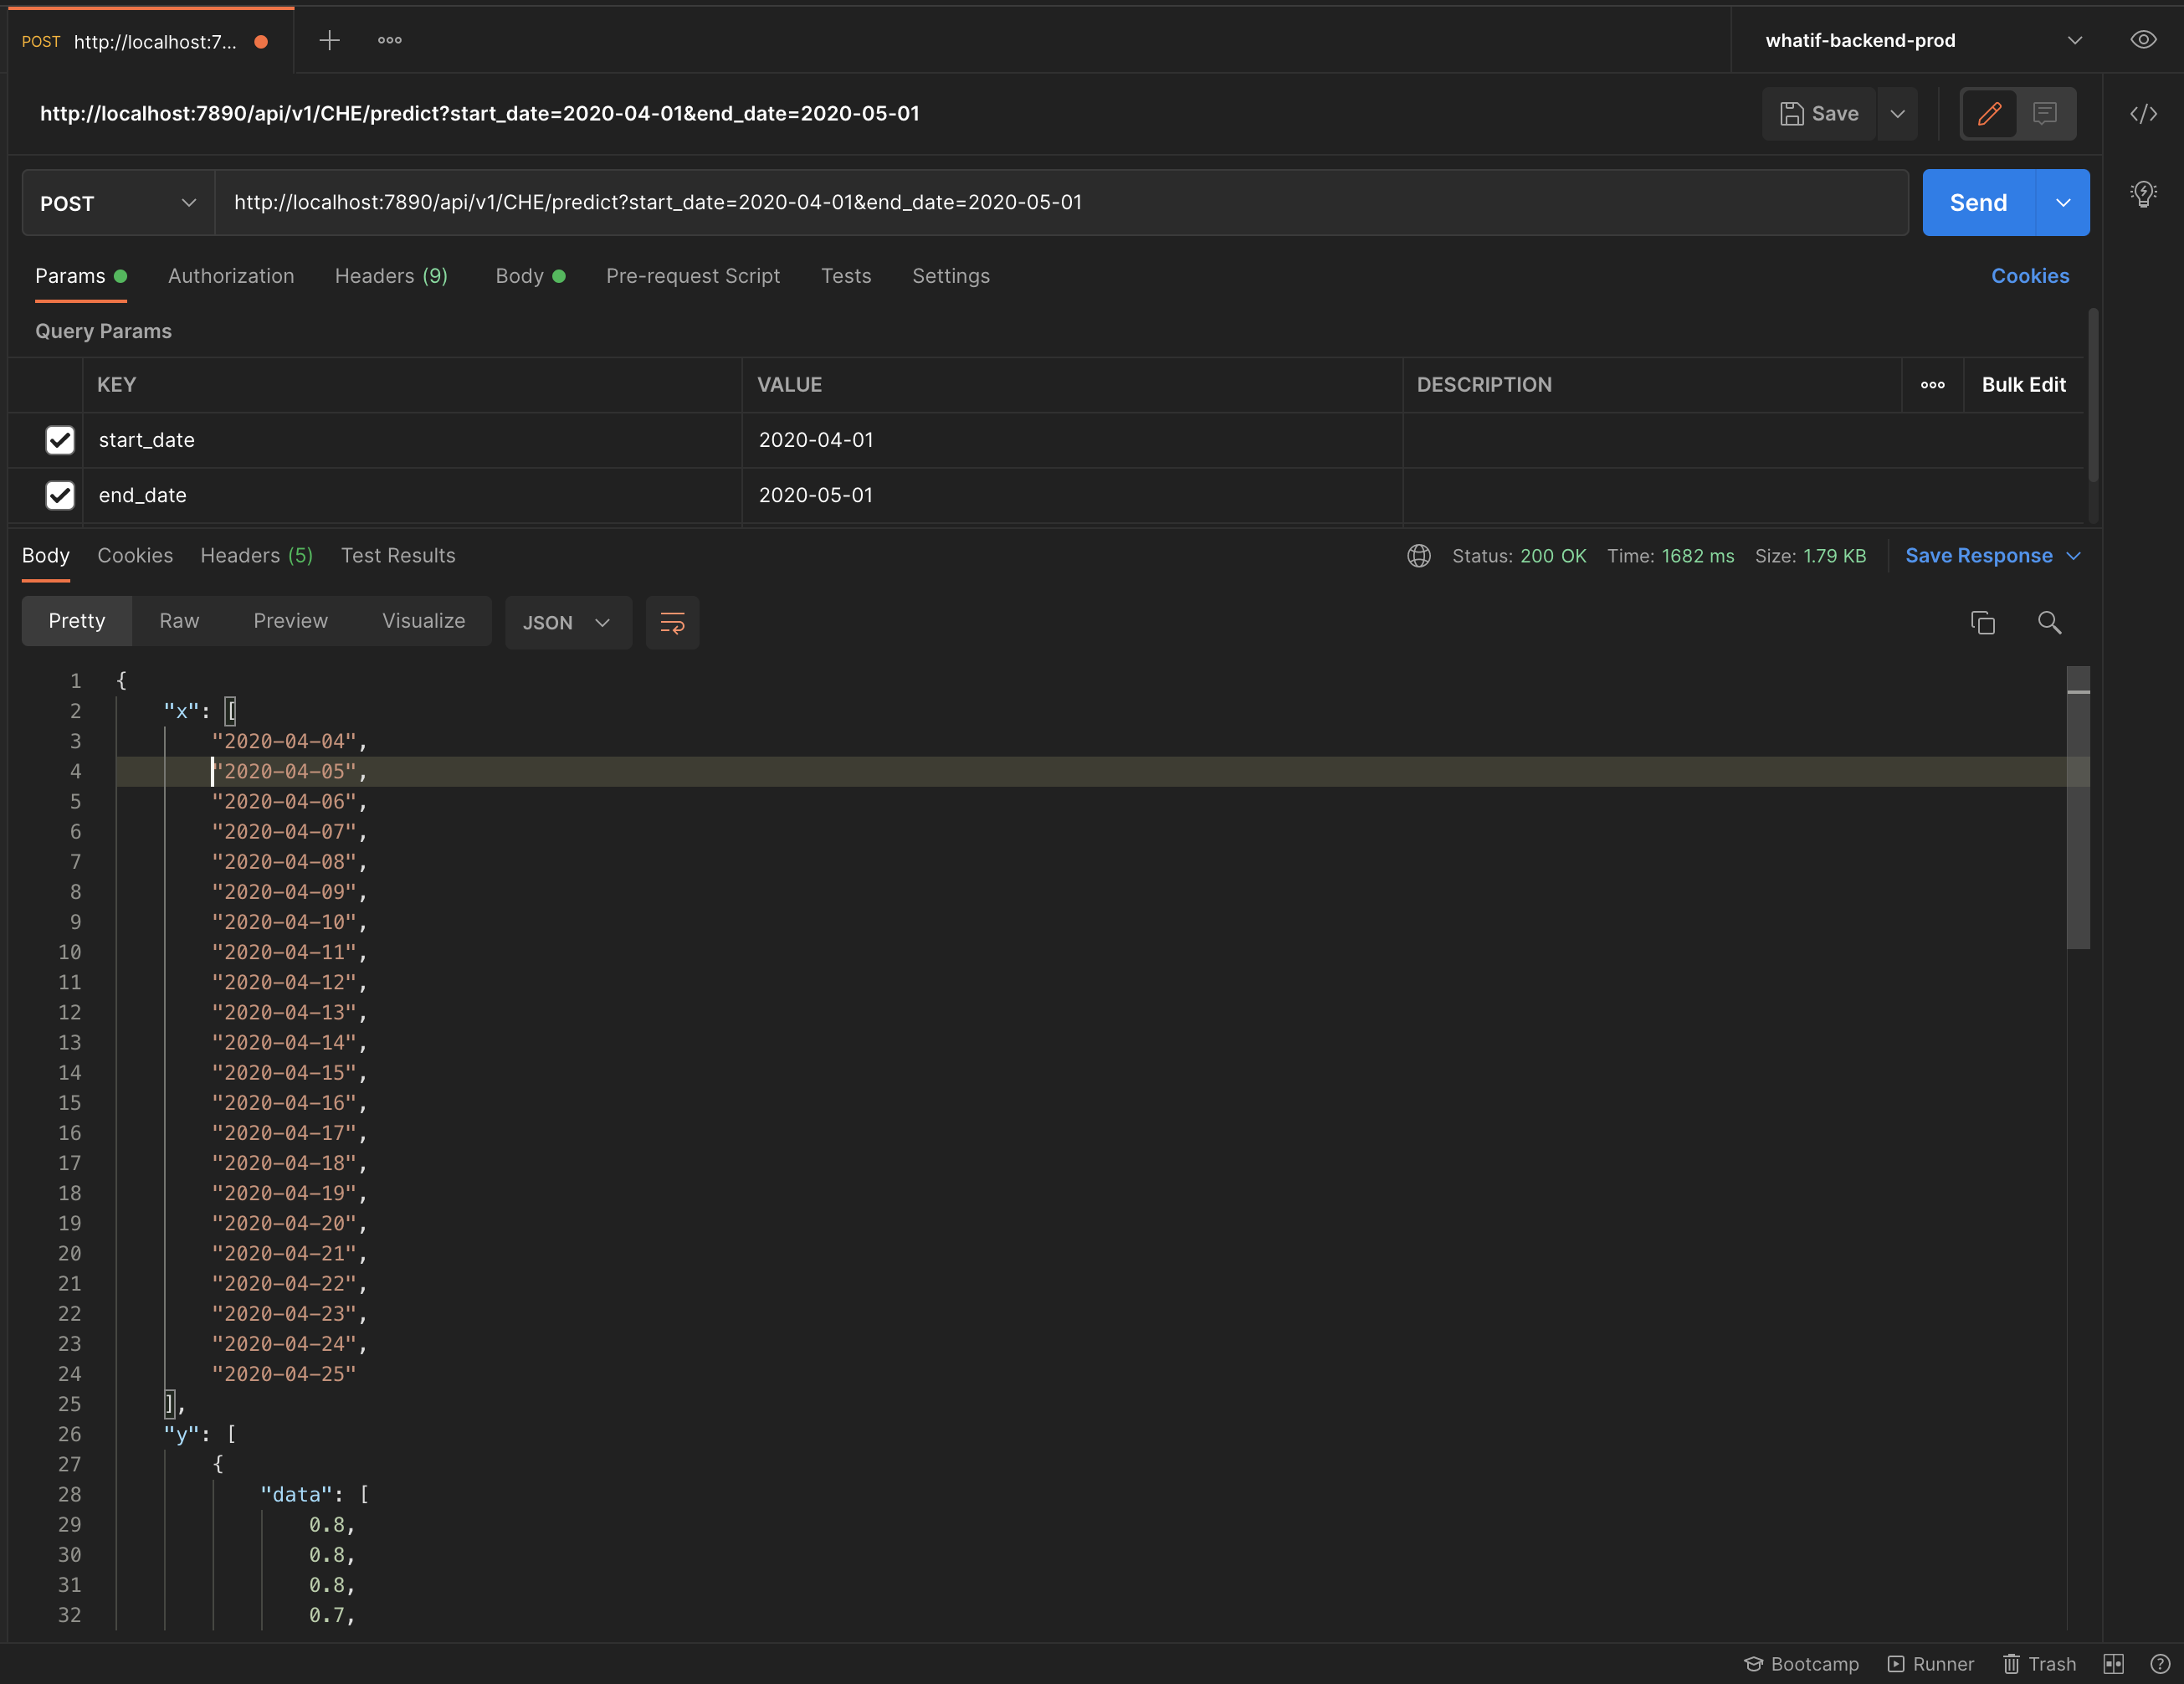 POST http://localhost:7...
whatif-backend-prod
http://localhost:7890/api/v1/CHE/predict?start_date=2020-04-01&end_date=2020-05-01
Save
POST http://localhost:7890/api/v1/CHE/predict?start_date=2020-04-01&end_date=2020-05-01 Send
Params Authorization Headers (9) Body Pre-request Script Tests Settings Cookies
Query Params
KEY VALUE DESCRIPTION Bulk Edit
start_date 2020-04-01
end_date 2020-05-01
Body Cookies Headers (5) Test Results Status: 200 OK Time: 1682 ms Size: 1.79 KB Save Response
Pretty Raw Preview Visualize JSON
1 {
2 "x": [
3 "2020-04-04",
4 "2020-04-05",
5 "2020-04-06",
6 "2020-04-07",
7 "2020-04-08",
8 "2020-04-09",
9 "2020-04-10",
10 "2020-04-11",
11 "2020-04-12",
12 "2020-04-13",
13 "2020-04-14",
14 "2020-04-15",
15 "2020-04-16",
16 "2020-04-17",
17 "2020-04-18",
18 "2020-04-19",
19 "2020-04-20",
20 "2020-04-21",
21 "2020-04-22",
22 "2020-04-23",
23 "2020-04-24",
24 "2020-04-25"
25 ],
26 "y": [
27 {
28 "data": [
29 0.8,
30 0.8,
31 0.8,
32 0.7,
Bootcamp Runner Trash